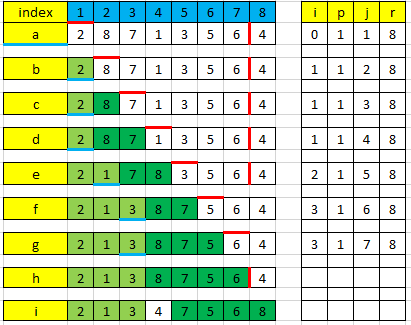 index 1 2 3 4 5 6 7 8 i p j r
a 2 8 7 1 3 5 6 4 0 1 1 8
b 2 8 7 1 3 5 6 4 1 1 2 8
c 2 8 7 1 3 5 6 4 1 1 3 8
d 2 8 7 1 3 5 6 4 1 1 4 8
e 2 1 7 8 3 5 6 4 2 1 5 8
f 2 1 3 8 7 5 6 4 3 1 6 8
g 2 1 3 8 7 5 6 4 3 1 7 8
h 2 1 3 8 7 5 6 4
i 2 1 3 4 7 5 6 8